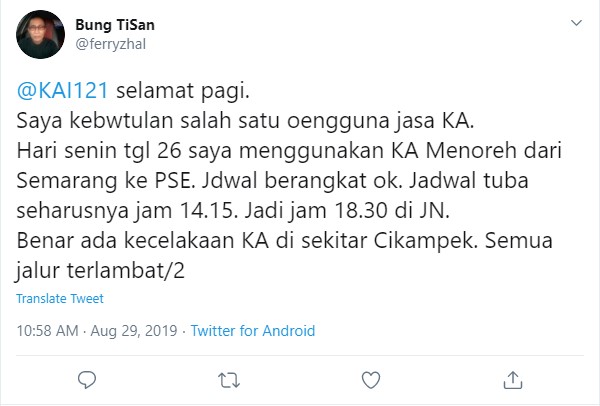 Bung TiSan
@ferryzhal
@KAI121 selamat pagi.
Saya kebwtulan salah satu oengguna jasa KA.
Hari senin tgl 26 saya menggunakan KA Menoreh dari
Semarang ke PSE. Jdwal berangkat ok. Jadwal tuba
seharusnya jam 14.15. Jadi jam 18.30 di JN.
Benar ada kecelakaan KA di sekitar Cikampek. Semua
jalur terlambat/2
Translate Tweet
10:58 AM · Aug 29, 2019 · Twitter for Android